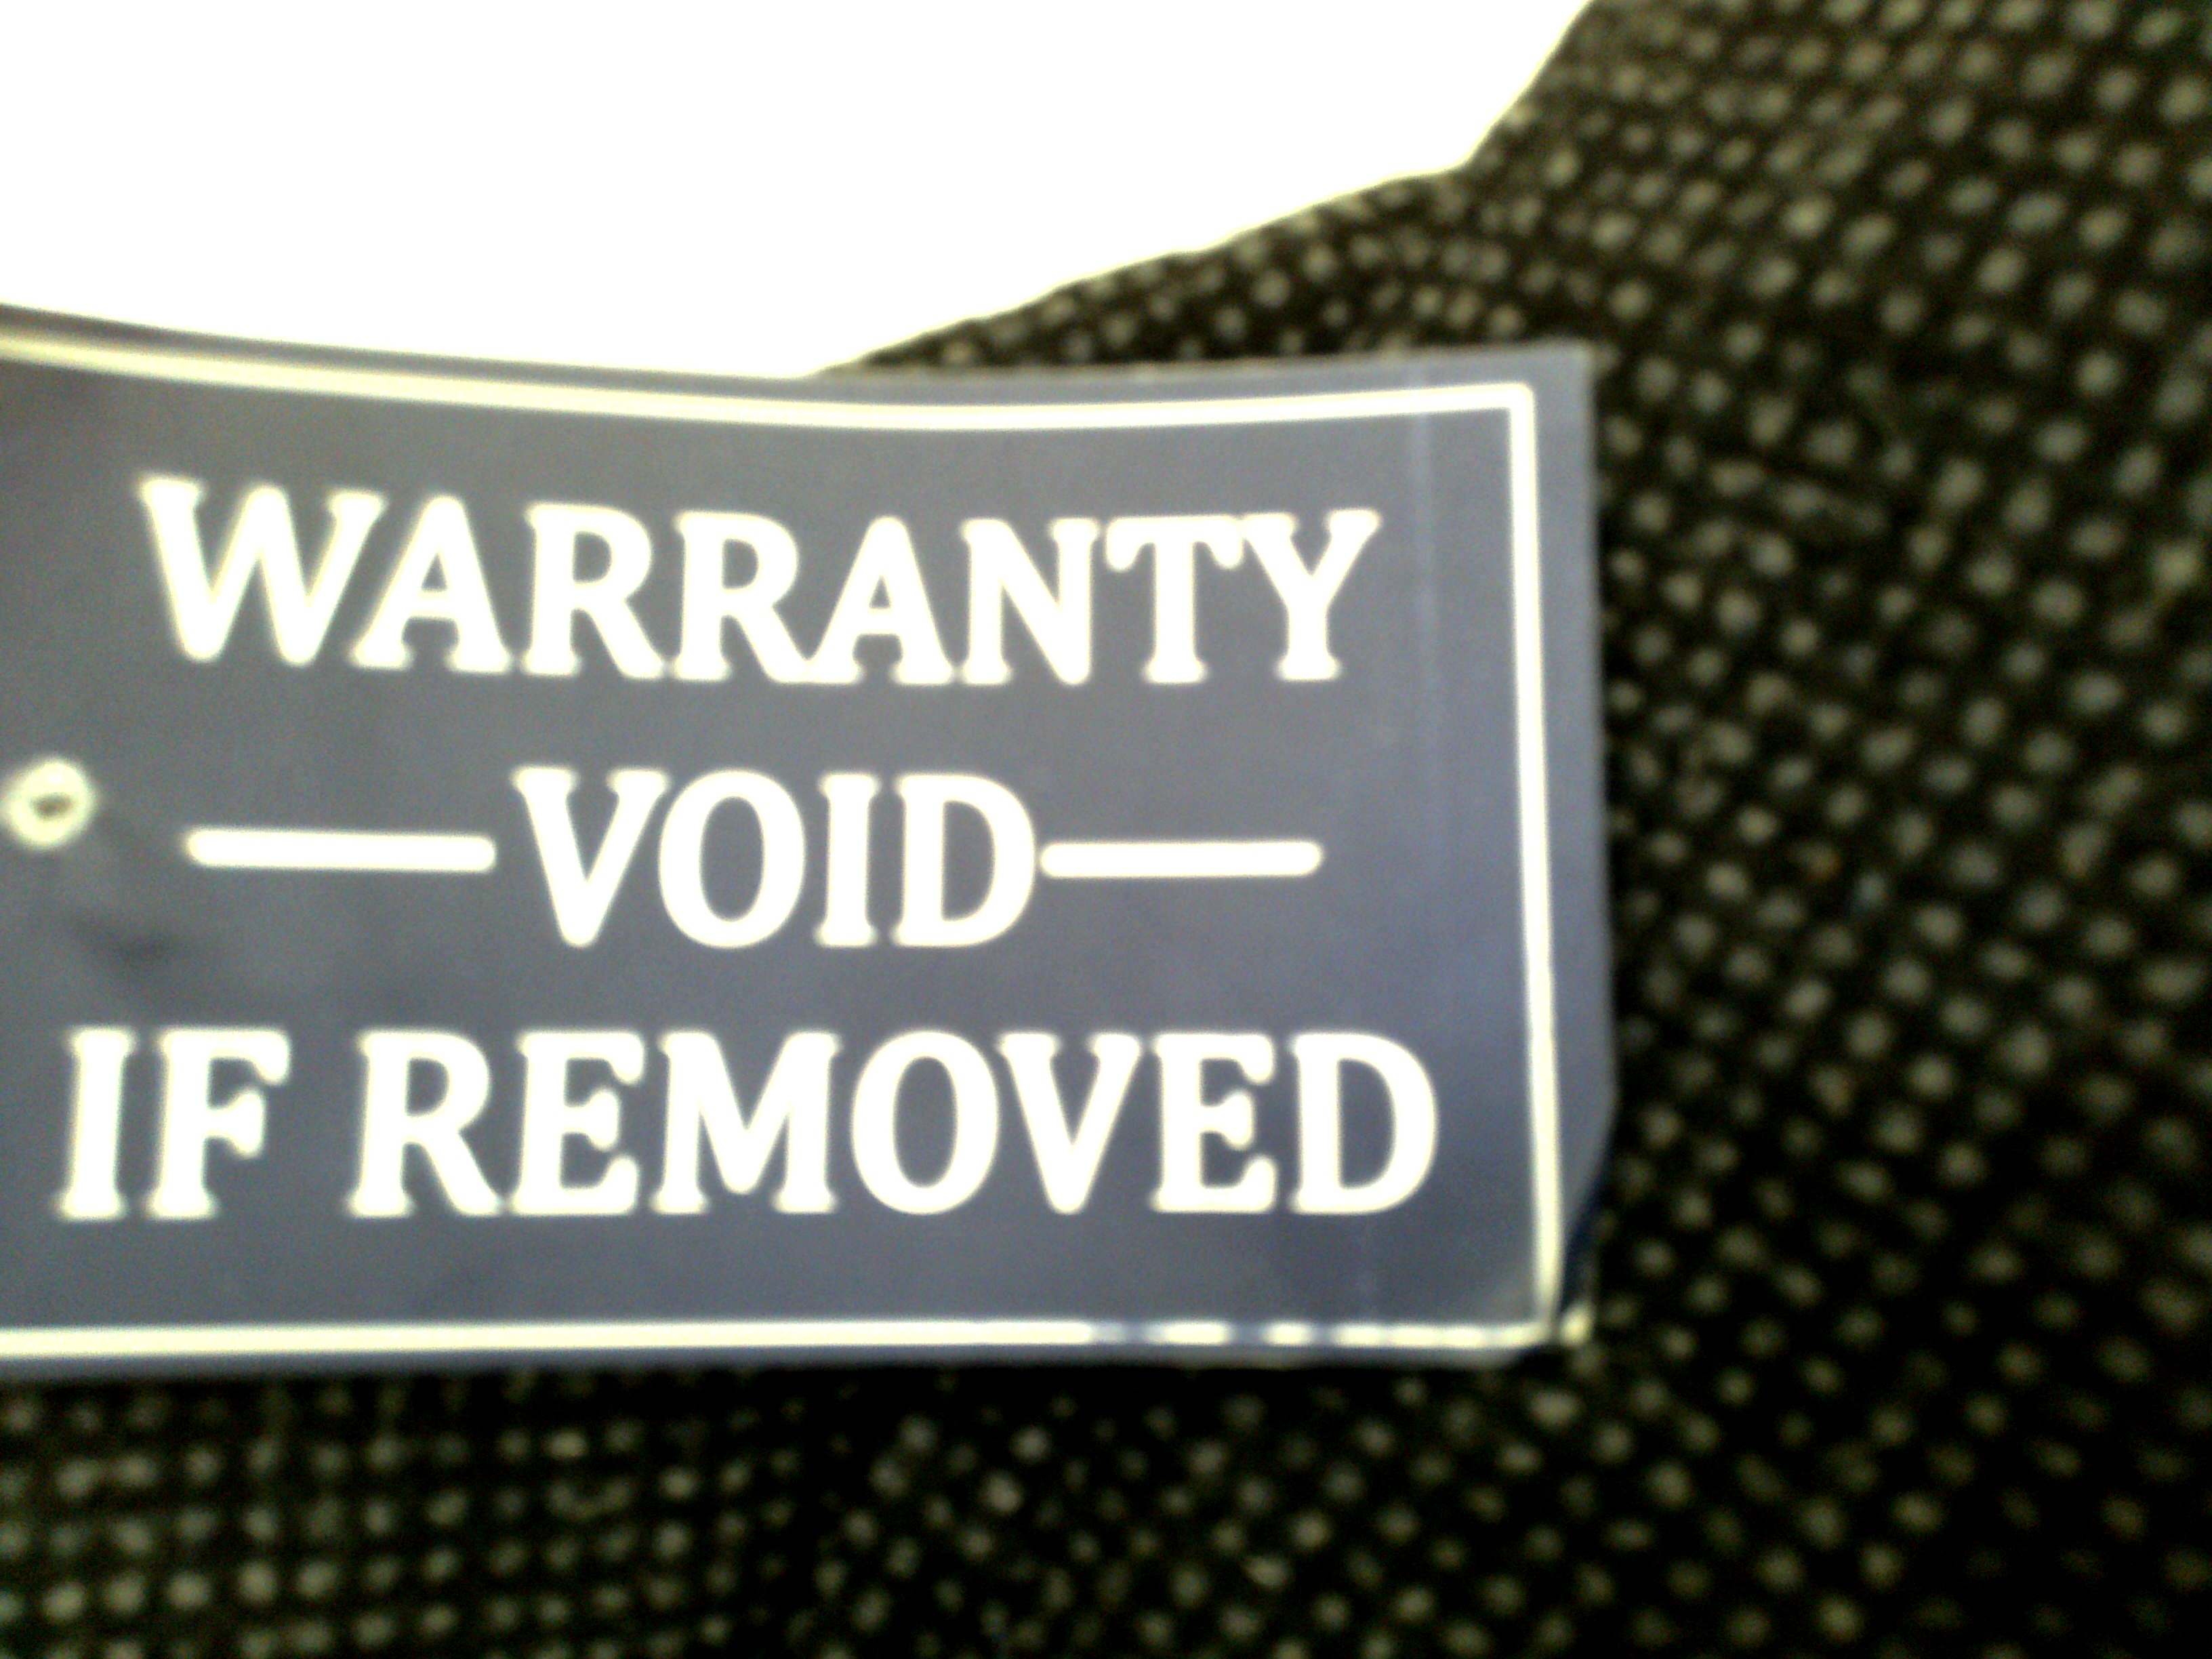 WARRANTY
— VOID —
IF REMOVED